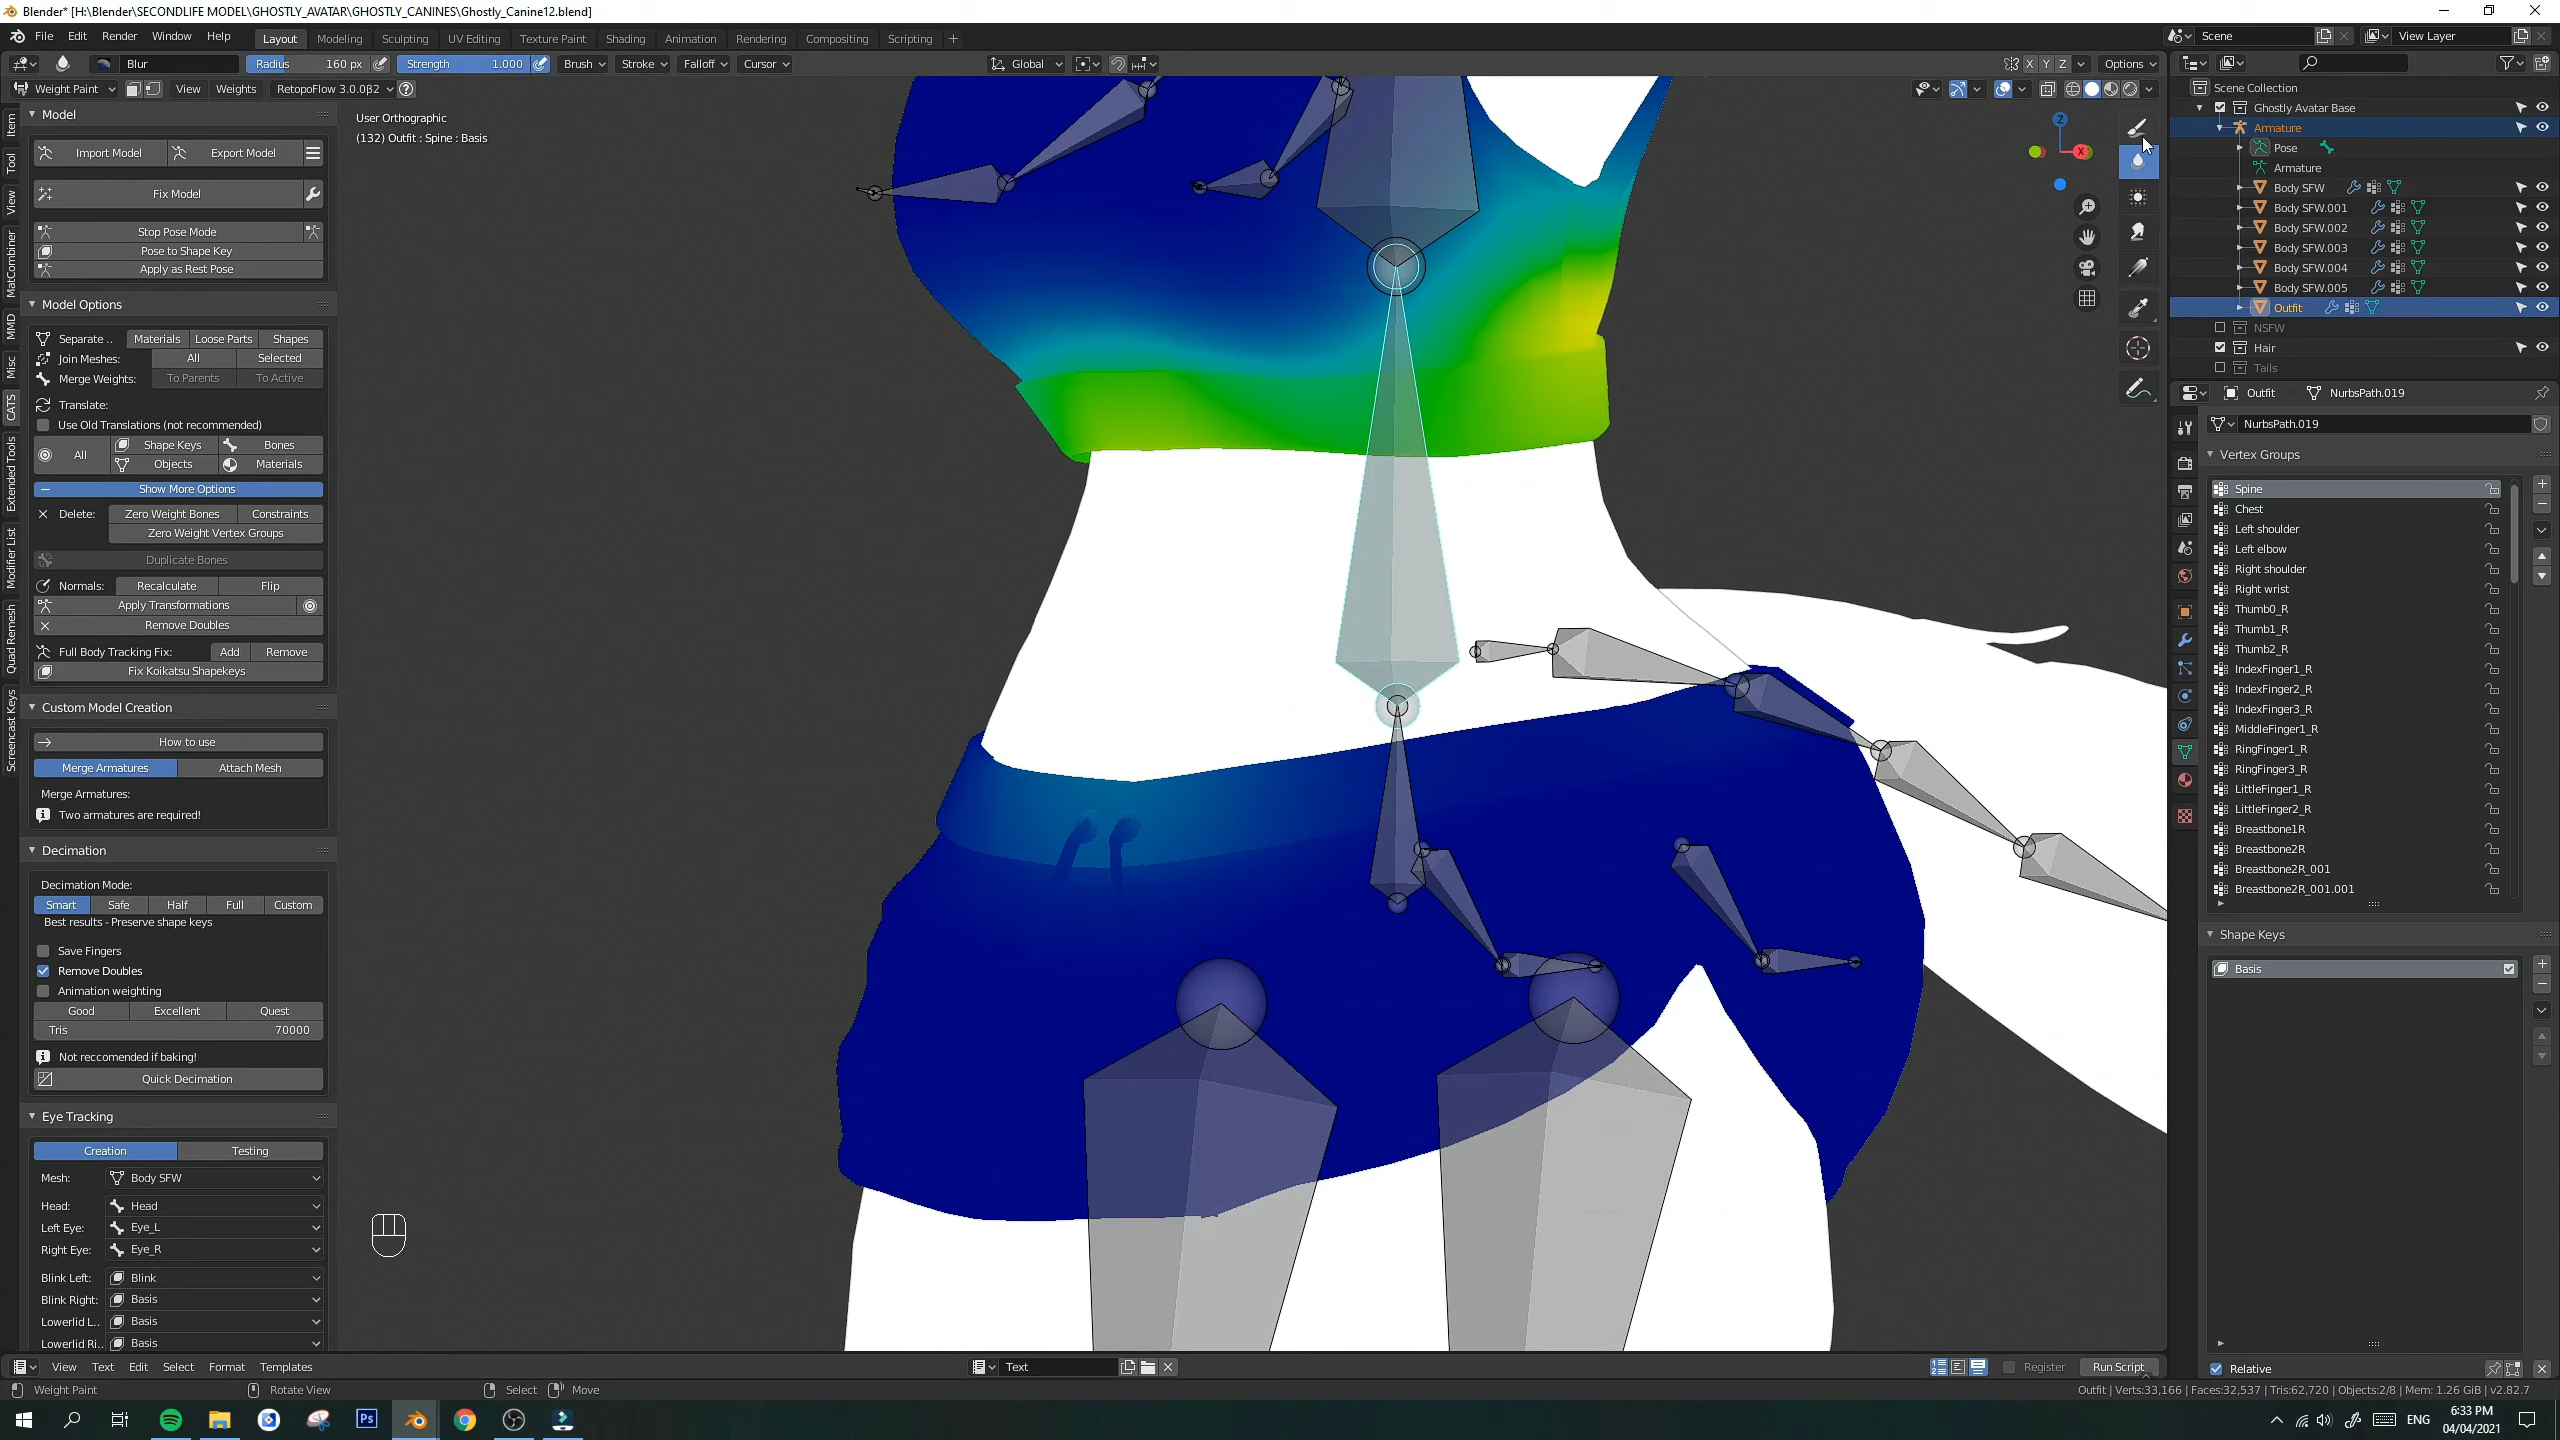 Blender* [H:\Blender\SECONDLIFE MODEL\GHOSTLY_AVATAR\GHOSTLY_CANINES\Ghostly_Canine12.blend]
File Edit Render Window Help Layout Modeling Sculpting UV Editing Texture Paint Shading Animation Rendering Compositing Scripting + Scene View Layer
Blur Radius 160 px Strength 1.000 Brush Stroke Falloff Cursor Global X Y Z Options
Weight Paint View Weights RetopoFlow 3.0.0β2
User Orthographic
(132) Outfit : Spine : Basis
Item
Tool
View
MatCombiner
MMD
Misc
CATS
Extended Tools
Modifier List
Quad Remesh
Screencast Keys
Model
Import Model Export Model
Fix Model
Stop Pose Mode
Pose to Shape Key
Apply as Rest Pose
Model Options
Separate .. Materials Loose Parts Shapes
Join Meshes: All Selected
Merge Weights: To Parents To Active
Translate:
Use Old Translations (not recommended)
All Shape Keys Bones
Objects Materials
Show More Options
Delete: Zero Weight Bones Constraints
Zero Weight Vertex Groups
Duplicate Bones
Normals: Recalculate Flip
Apply Transformations
Remove Doubles
Full Body Tracking Fix: Add Remove
Fix Koikatsu Shapekeys
Custom Model Creation
How to use
Merge Armatures Attach Mesh
Merge Armatures:
Two armatures are required!
Decimation
Decimation Mode:
Smart Safe Half Full Custom
Best results - Preserve shape keys
Save Fingers
Remove Doubles
Animation weighting
Good Excellent Quest
Tris 70000
Not reccomended if baking!
Quick Decimation
Eye Tracking
Creation Testing
Mesh: Body SFW
Head: Head
Left Eye: Eye_L
Right Eye: Eye_R
Blink Left: Blink
Blink Right: Basis
Lowerlid L.. Basis
Lowerlid Ri.. Basis
Z
X
Scene Collection
Ghostly Avatar Base
Armature
Pose
Armature
Body SFW
Body SFW.001
Body SFW.002
Body SFW.003
Body SFW.004
Body SFW.005
Outfit
NSFW
Hair
Tails
Outfit NurbsPath.019
NurbsPath.019
Vertex Groups
Spine
Chest
Left shoulder
Left elbow
Right shoulder
Right wrist
Thumb0_R
Thumb1_R
Thumb2_R
IndexFinger1_R
IndexFinger2_R
IndexFinger3_R
MiddleFinger1_R
RingFinger1_R
RingFinger3_R
LittleFinger1_R
LittleFinger2_R
Breastbone1R
Breastbone2R
Breastbone2R_001
Breastbone2R_001.001
Shape Keys
Basis
Relative
View Text Edit Select Format Templates Text Register Run Script
Weight Paint Rotate View Select Move Outfit | Verts:33,166 | Faces:32,537 | Tris:62,720 | Objects:2/8 | Mem: 1.26 GiB | v2.82.7
Ps ENG 6:33 PM
04/04/2021